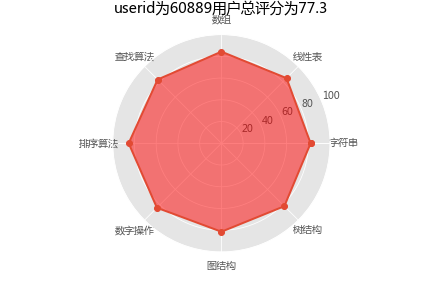 userid为60889用户总评分为77.3
数组
查找算法
线性表
100
80
60
40
20
排序算法
字符串
数字操作
树结构
图结构